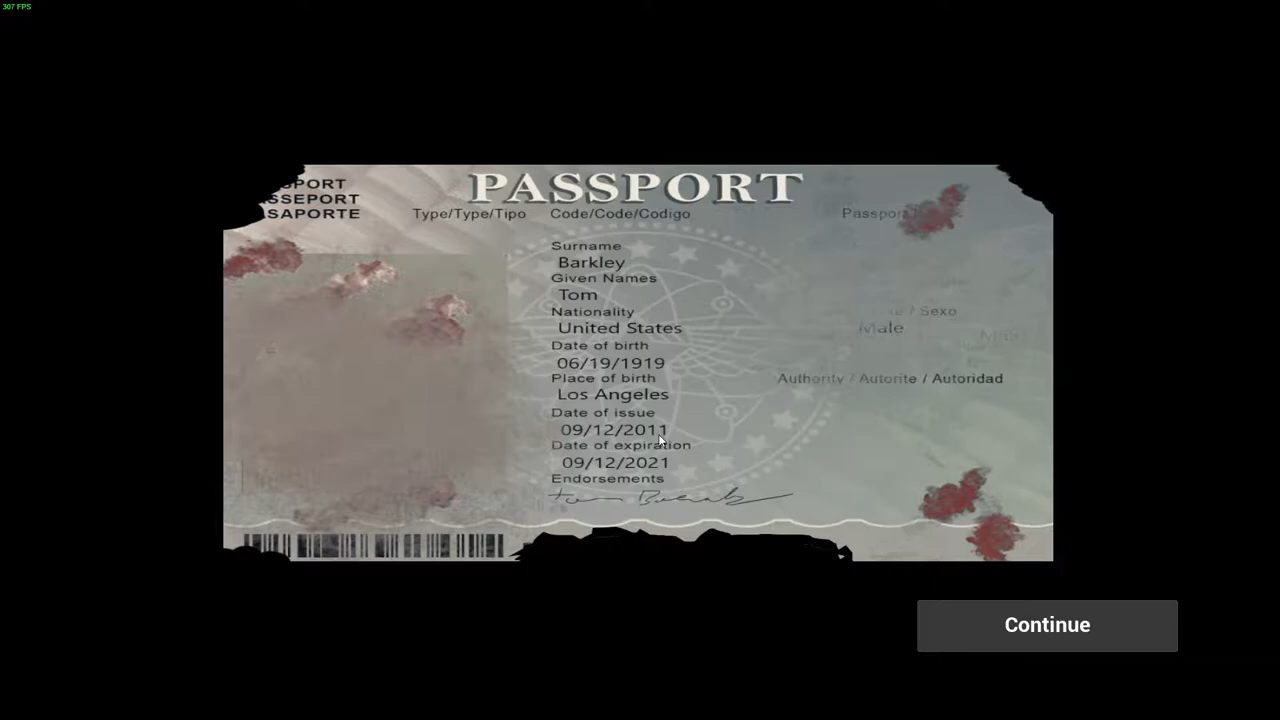 307 FPS
PASSPORT
SPORT
SSEPORT
SAPORTE
Type/Type/Tipo Code/Code/Codigo Passpor
Surname
Barkley
Given Names
Tom
Nationality
/ Sexo
United States
Male
Date of birth
06/19/1919
Place of birth
Authority / Autorite / Autoridad
Los Angeles
Date of issue
09/12/2011
Date of expiration
09/12/2021
Endorsements
Continue